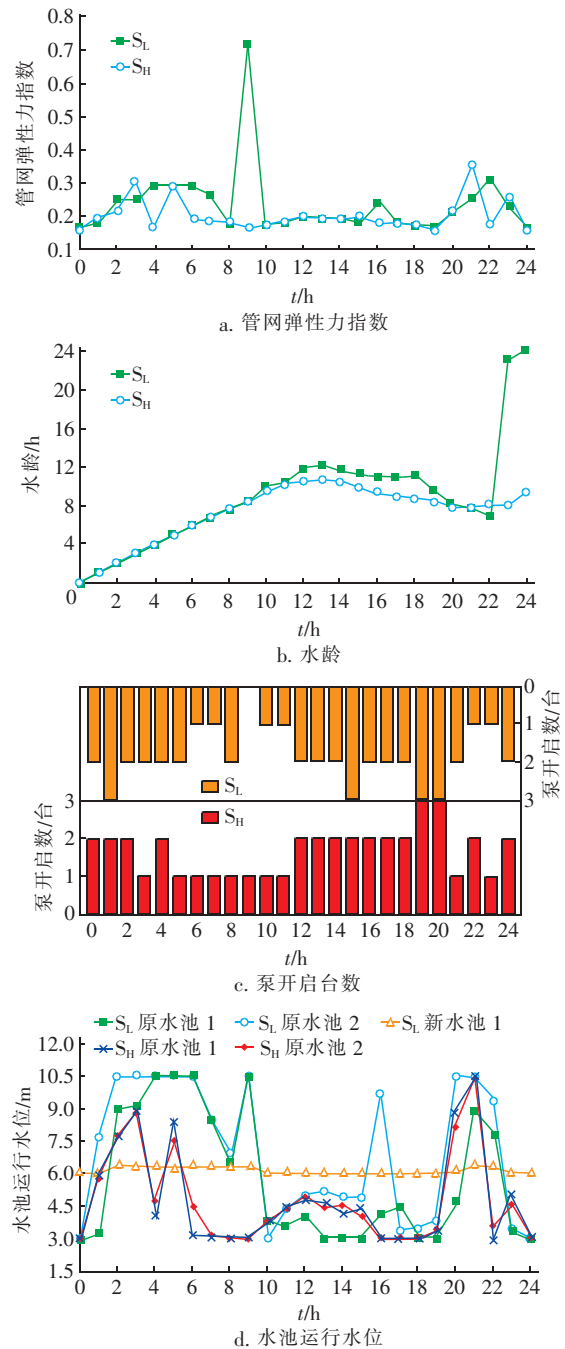 0.8
0.7
0.6
0.5
0.4
0.3
0.2
0.1
管网弹性力指数
S_L
S_H
0 2 4 6 8 10 12 14 16 18 20 22 24
t/h
a. 管网弹性力指数
24
20
16
12
8
4
0
水龄/h
S_L
S_H
0 2 4 6 8 10 12 14 16 18 20 22 24
t/h
b. 水龄
0
1
2
3
泵开启数/台
S_L
3
2
1
0
泵开启数/台
S_H
0 2 4 6 8 10 12 14 16 18 20 22 24
t/h
c. 泵开启台数
S_L 原水池 1 S_L 原水池 2 S_L 新水池 1
S_H 原水池 1 S_H 原水池 2
12.0
10.5
9.0
7.5
6.0
4.5
3.0
1.5
水池运行水位/m
0 2 4 6 8 10 12 14 16 18 20 22 24
t/h
d. 水池运行水位